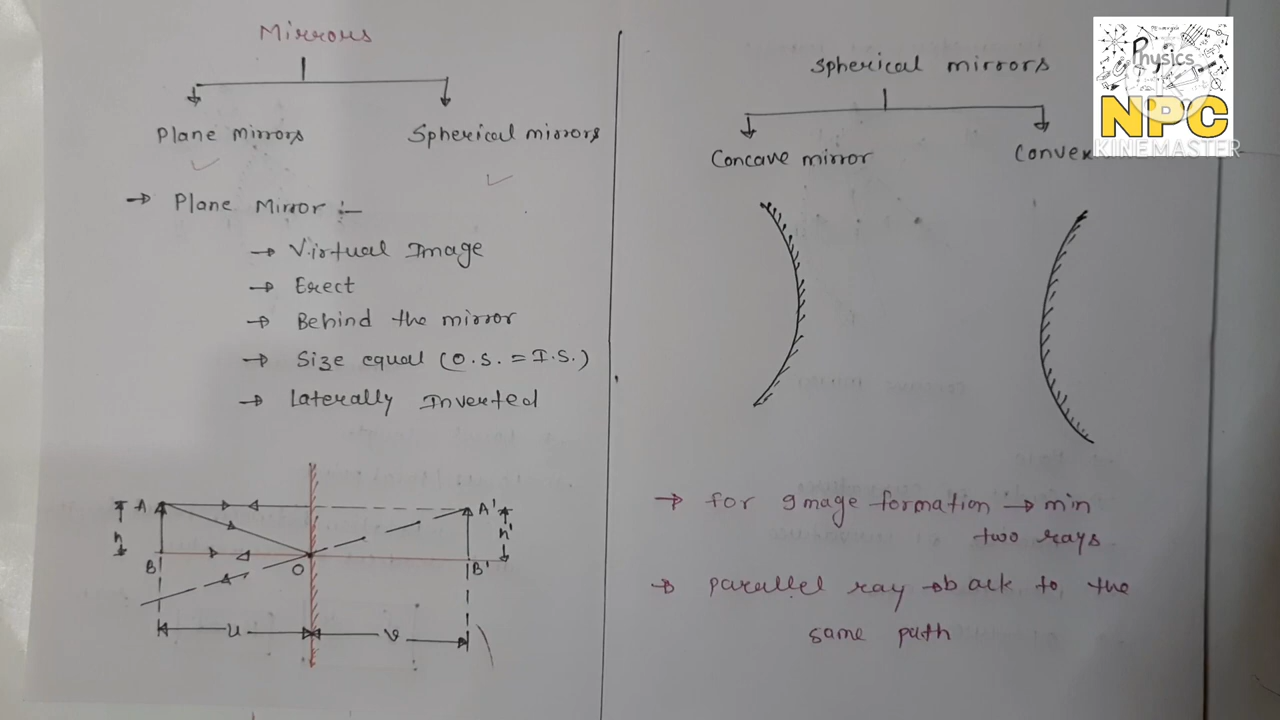 Mirrors
Plane mirrors
Spherical mirrors
→ Plane Mirror :-
→ Virtual Image
→ Erect
→ Behind the mirror
→ Size equal (O.S. = I.S.)
→ Laterally Inverted
A
A'
h
h'
B
O
B'
u
v
Spherical mirrors
Concave mirror
Convex
→ for Image formation → min
two rays
→ parallel ray → back to the
same path
Physics
NPC
KINEMASTER